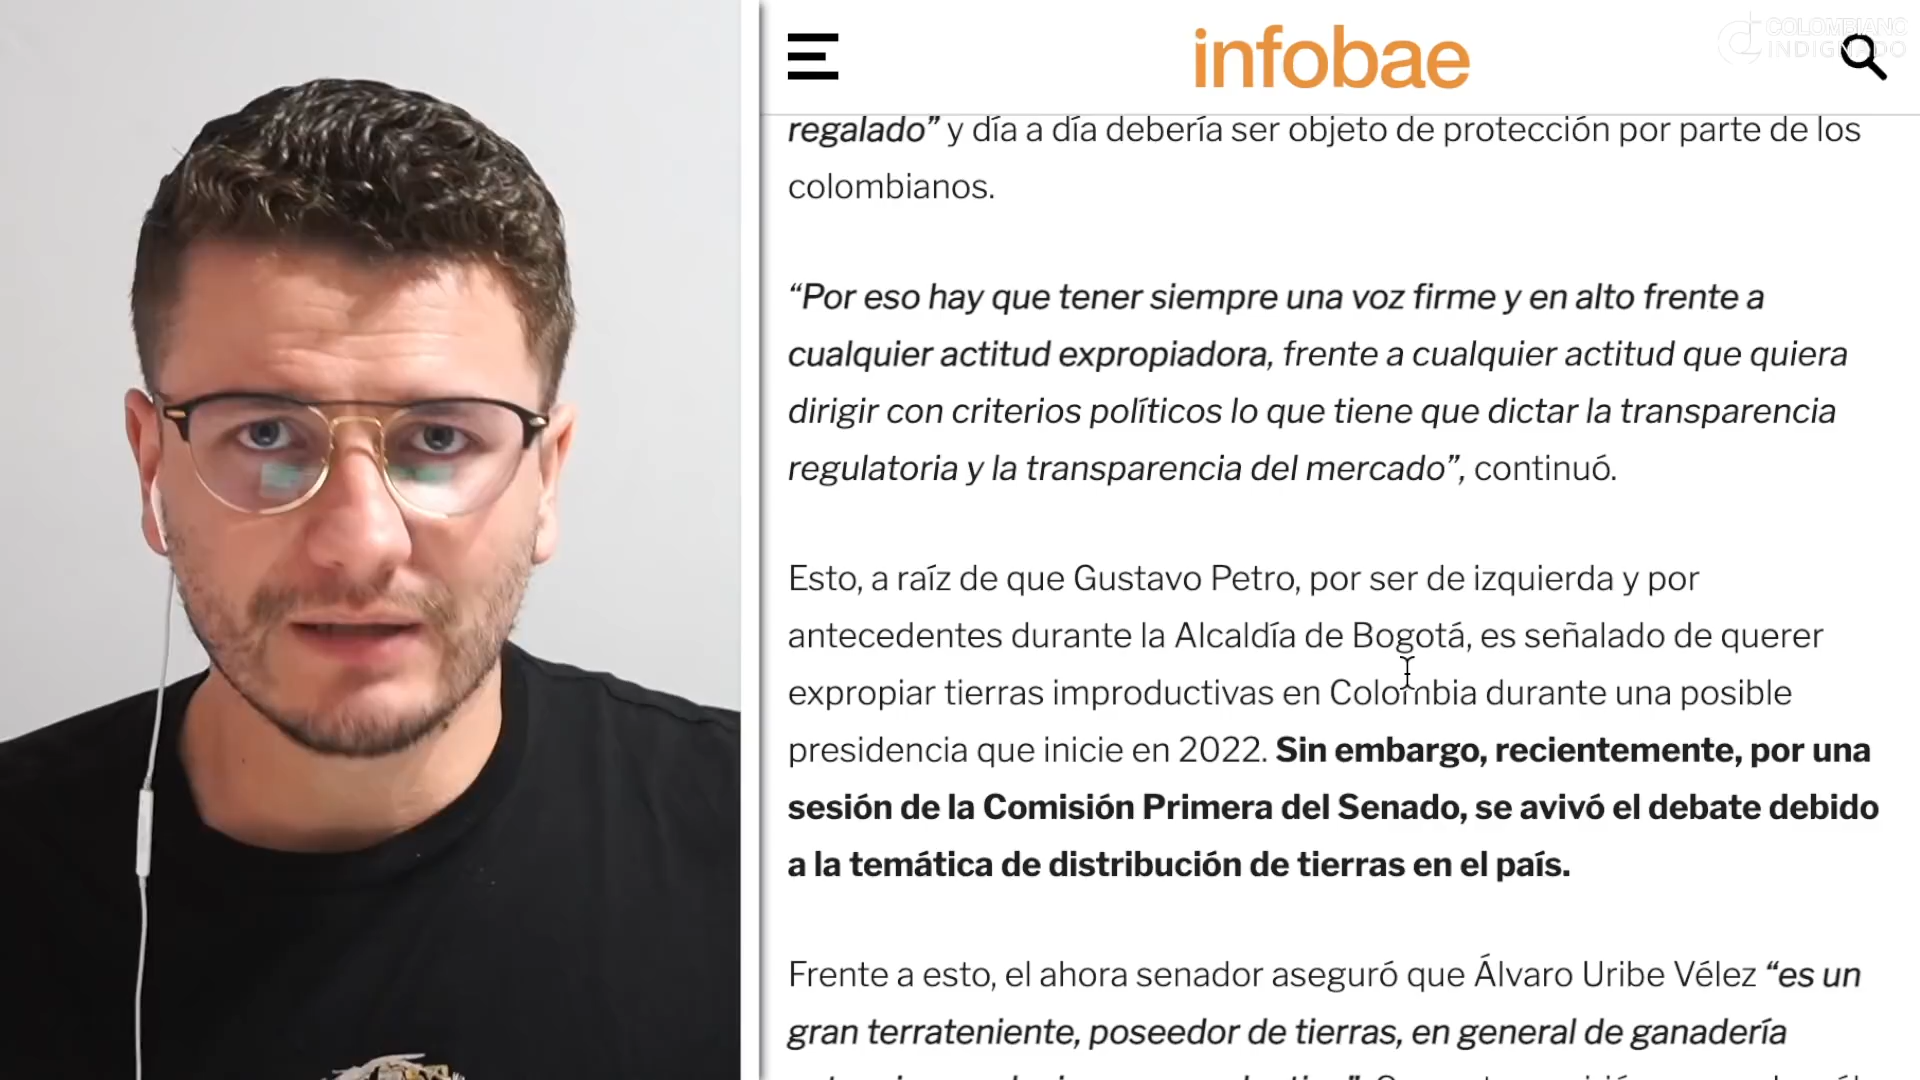 infobae
COLOMBIANO
INDIGNADO
regalado” y día a día debería ser objeto de protección por parte de los
colombianos.
“Por eso hay que tener siempre una voz firme y en alto frente a
cualquier actitud expropiadora, frente a cualquier actitud que quiera
dirigir con criterios políticos lo que tiene que dictar la transparencia
regulatoria y la transparencia del mercado”, continuó.
Esto, a raíz de que Gustavo Petro, por ser de izquierda y por
antecedentes durante la Alcaldía de Bogotá, es señalado de querer
expropiar tierras improductivas en Colombia durante una posible
presidencia que inicie en 2022. Sin embargo, recientemente, por una
sesión de la Comisión Primera del Senado, se avivó el debate debido
a la temática de distribución de tierras en el país.
Frente a esto, el ahora senador aseguró que Álvaro Uribe Vélez “es un
gran terrateniente, poseedor de tierras, en general de ganadería